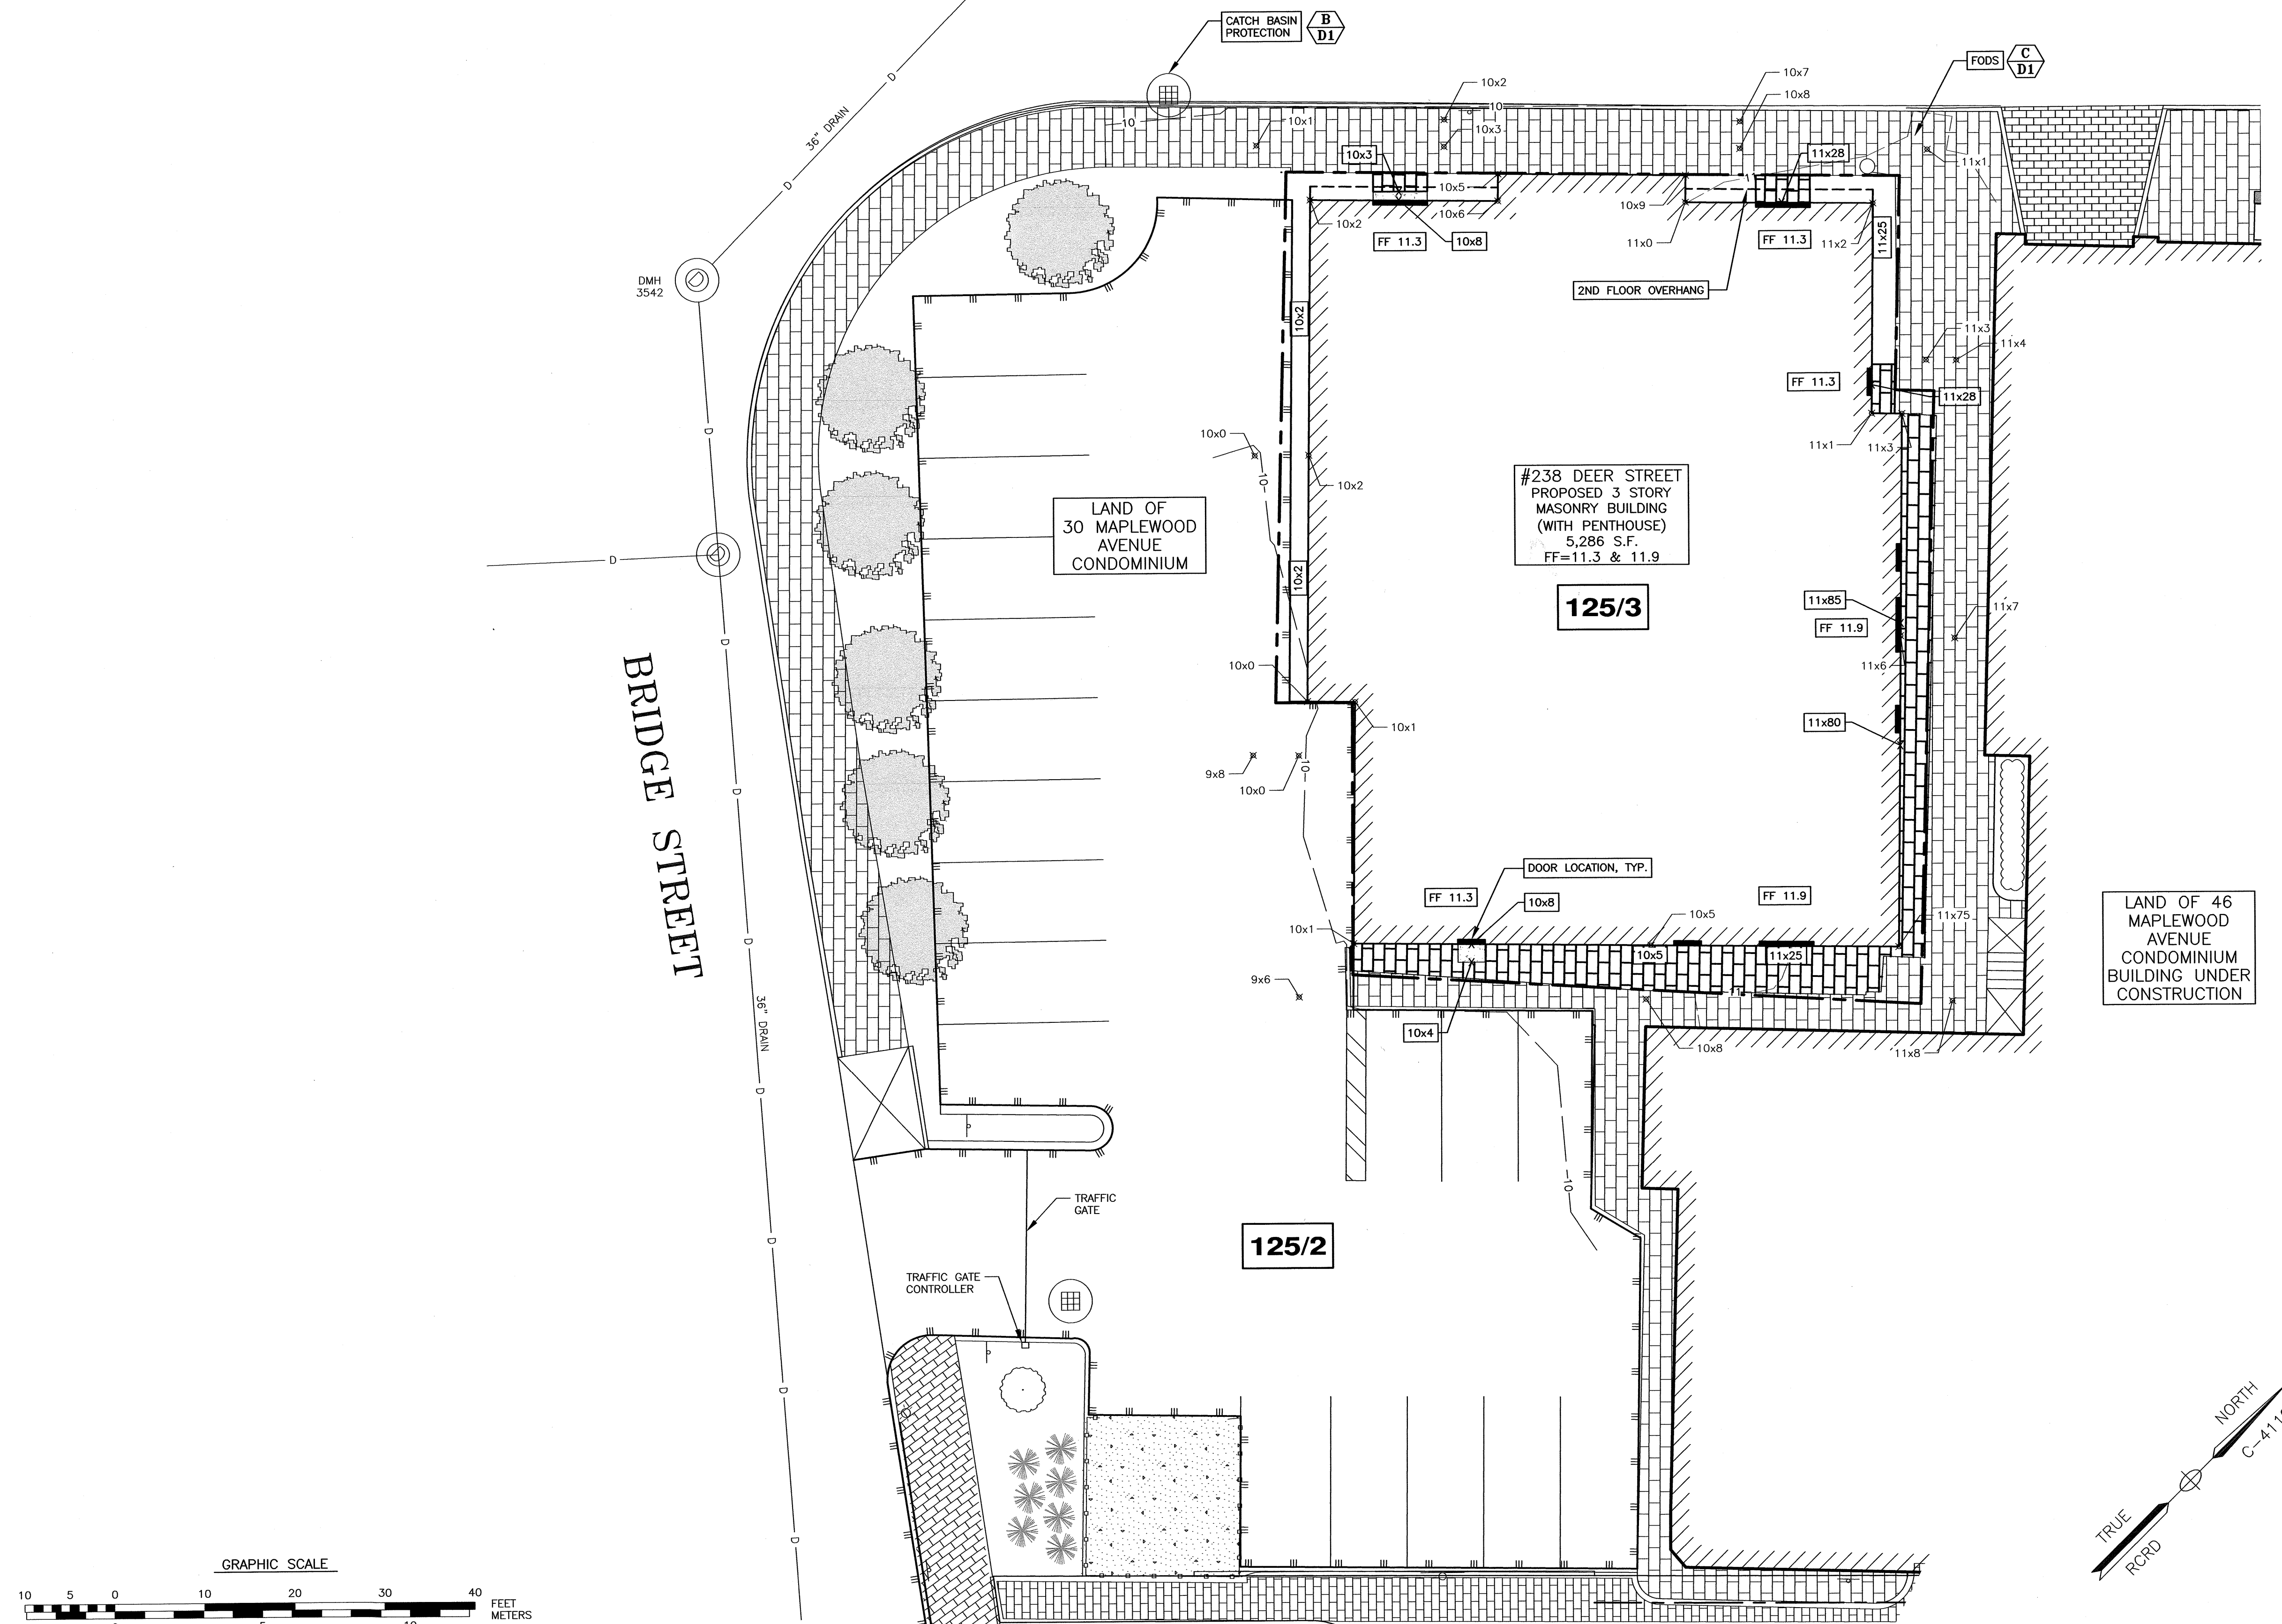 CATCH BASIN
PROTECTION
B
D1
FODS
C
D1
10x7
10x2
10x8
D
36" DRAIN
10
10
10x1
10x3
10x3
11x28
11x1
D
10x5
10x6
10x9
10x2
FF 11.3
10x8
11x0
FF 11.3
11x2
11x25
DMH
3542
2ND FLOOR OVERHANG
10x2
11x3
11x4
FF 11.3
11x28
D
10x0
11x1
11x3
10
10x2
#238 DEER STREET
PROPOSED 3 STORY
MASONRY BUILDING
(WITH PENTHOUSE)
5,286 S.F.
FF=11.3 & 11.9
LAND OF
30 MAPLEWOOD
AVENUE
CONDOMINIUM
D
10x2
125/3
11x85
11x7
FF 11.9
D
10x0
11x6
BRIDGE STREET
10x1
11x80
10
9x8
10x0
D
DOOR LOCATION, TYP.
FF 11.3
10x8
FF 11.9
10x5
11x75
10x1
LAND OF 46
MAPLEWOOD
AVENUE
CONDOMINIUM
BUILDING UNDER
CONSTRUCTION
D
10x5
11x25
9x6
11
36" DRAIN
10x4
10x8
11x8
D
10
TRAFFIC
GATE
D
125/2
TRAFFIC GATE
CONTROLLER
D
NORTH
TRUE
RCRD
D
GRAPHIC SCALE
10 5 0 10 20 30 40
FEET
METERS